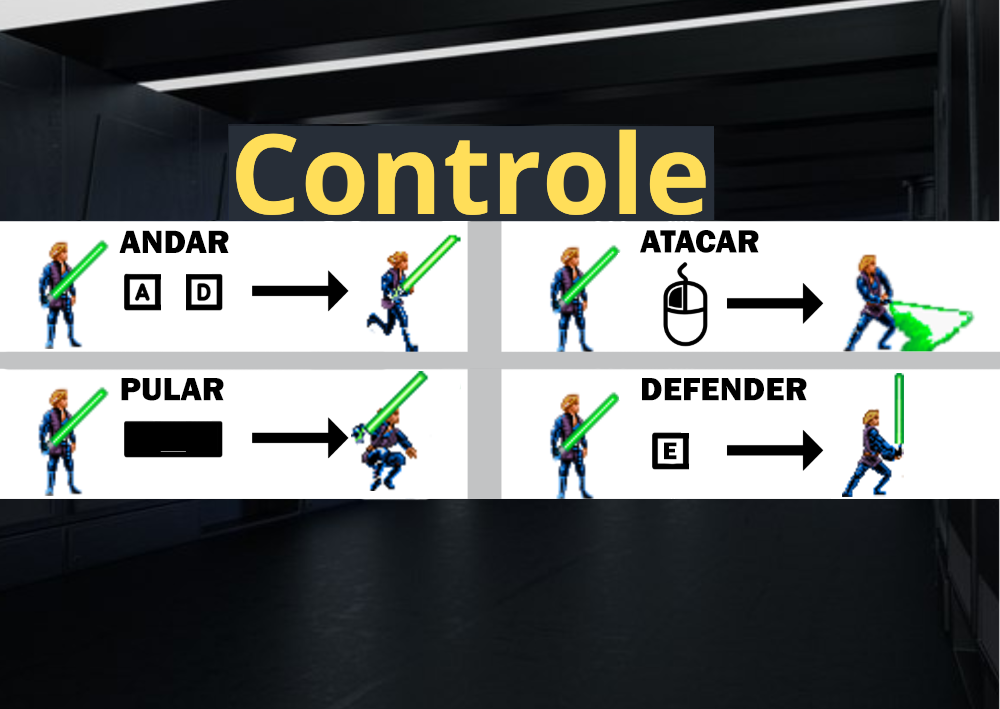 Controle
ANDAR
A D
ATACAR
PULAR
DEFENDER
E